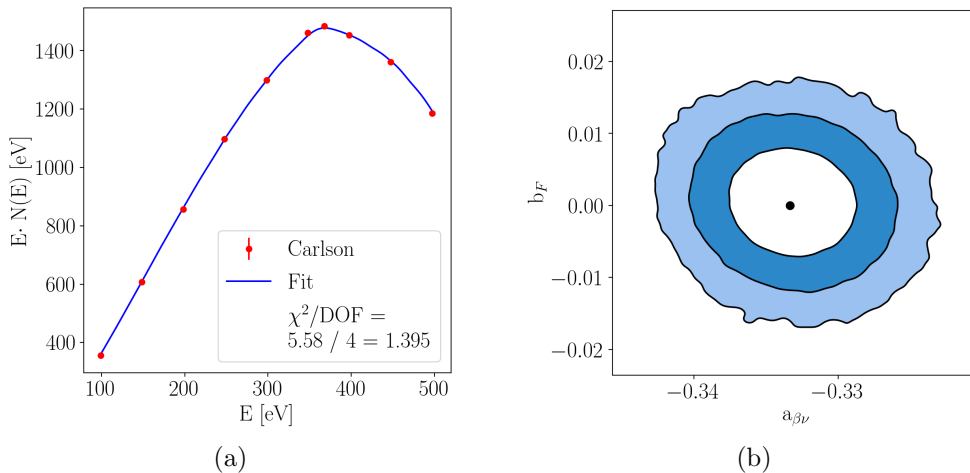 1400
1200
1000
800
600
400
E· N(E) [eV]
Carlson
Fit
χ²/DOF =
5.58 / 4 = 1.395
100 200 300 400 500
E [eV]
(a)
0.02
0.01
0.00
−0.01
−0.02
b_F
−0.34 −0.33
a_βν
(b)